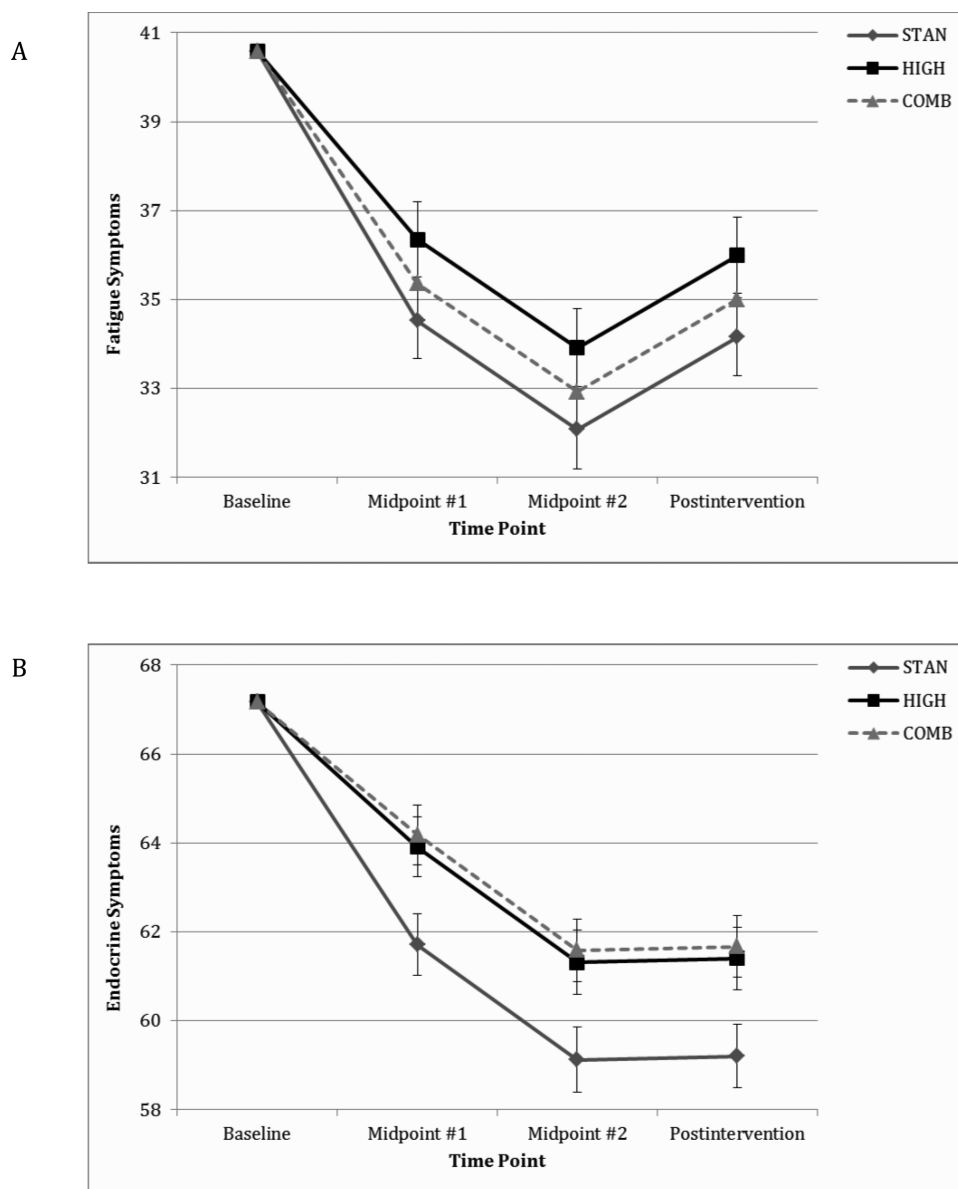 A
41
39
37
35
33
31
Fatigue Symptoms
Baseline
Midpoint #1
Midpoint #2
Postintervention
Time Point
STAN
HIGH
COMB
B
68
66
64
62
60
58
Endocrine Symptoms
Baseline
Midpoint #1
Midpoint #2
Postintervention
Time Point
STAN
HIGH
COMB